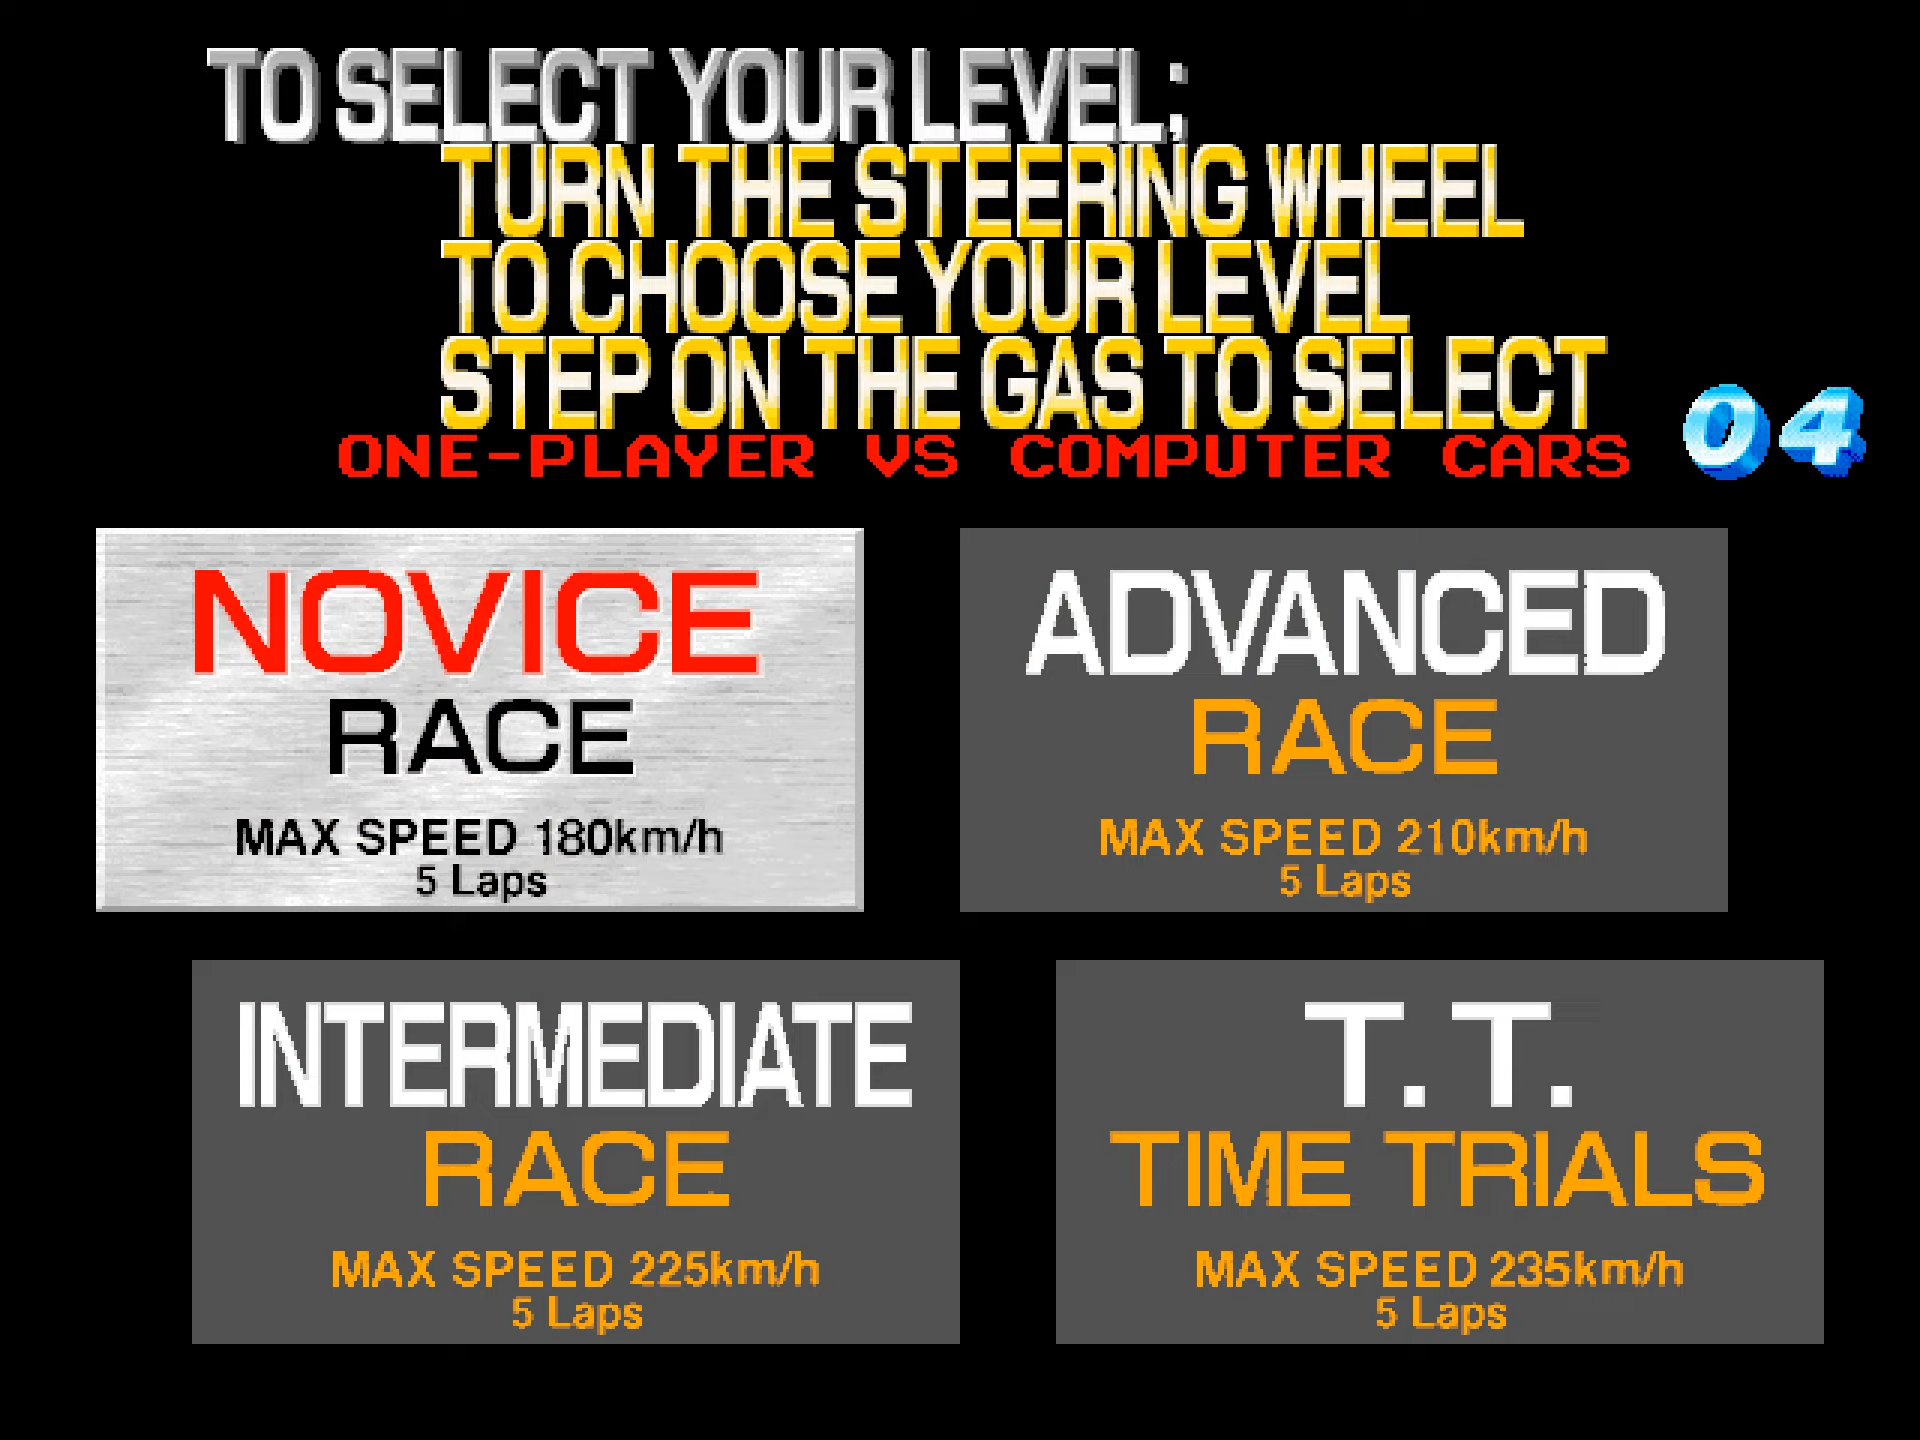 TO SELECT YOUR LEVEL;
TURN THE STEERING WHEEL
TO CHOOSE YOUR LEVEL
STEP ON THE GAS TO SELECT
ONE-PLAYER VS COMPUTER CARS
04
NOVICE
RACE
MAX SPEED 180km/h
5 Laps
ADVANCED
RACE
MAX SPEED 210km/h
5 Laps
INTERMEDIATE
RACE
MAX SPEED 225km/h
5 Laps
T.T.
TIME TRIALS
MAX SPEED 235km/h
5 Laps